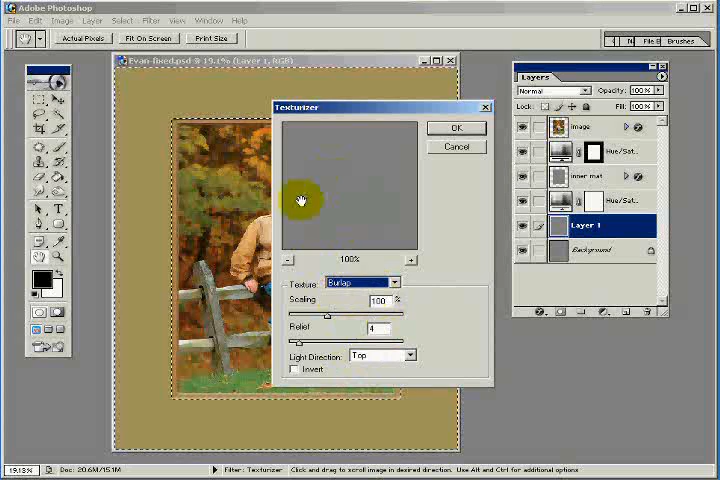 Adobe Photoshop
File Edit Image Layer Select Filter View Window Help
Actual Pixels Fit On Screen Print Size
File B Brushes
Evan-fixed.psd @ 19.1% (Layer 1, RGB)
Layers
Normal Opacity: 100%
Lock: Fill: 100%
image
Hue/Sat...
inner mat
Hue/Sat...
Layer 1
Background
Texturizer
OK
Cancel
- 100% +
Texture: Burlap
Scaling 100 %
Relief 4
Light Direction: Top
Invert
19.13% Doc: 20.6M/15.1M Filter: Texturizer Click and drag to scroll image in desired direction. Use Alt and Ctrl for additional options